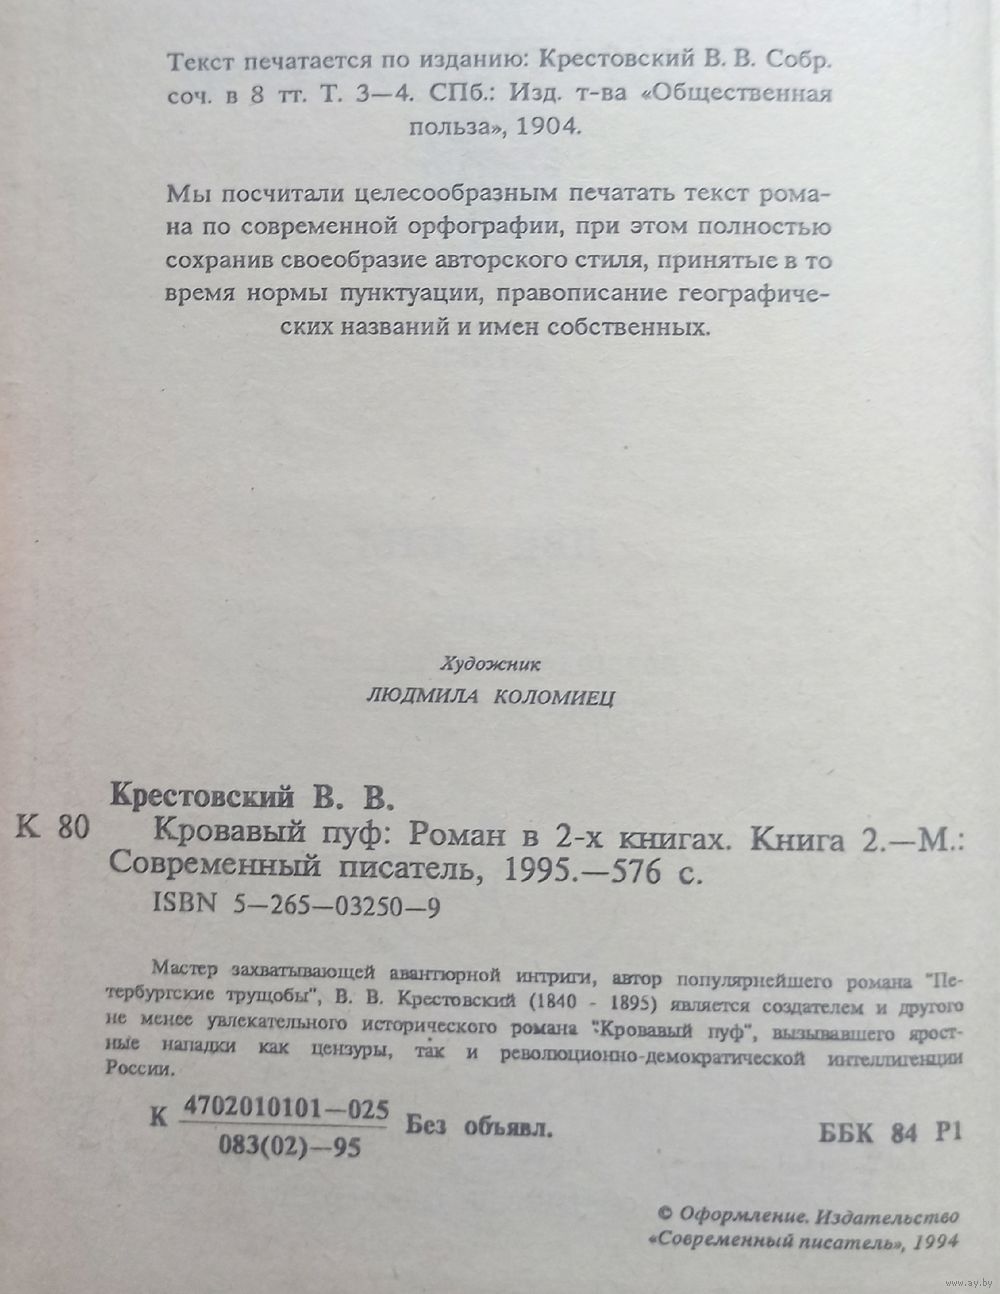 Текст печатается по изданию: Крестовский В. В. Собр.
соч. в 8 тт. Т. 3—4. СПб.: Изд. т-ва «Общественная
польза», 1904.
Мы посчитали целесообразным печатать текст рома-
на по современной орфографии, при этом полностью
сохранив своеобразие авторского стиля, принятые в то
время нормы пунктуации, правописание географиче-
ских названий и имен собственных.
Художник
ЛЮДМИЛА КОЛОМИЕЦ
Крестовский В. В.
К 80 Кровавый пуф: Роман в 2-х книгах. Книга 2.—М.:
Современный писатель, 1995.—576 с.
ISBN 5—265—03250—9
Мастер захватывающей авантюрной интриги, автор популярнейшего романа "Пе-
тербургские трущобы", В. В. Крестовский (1840 - 1895) является создателем и другого
не менее увлекательного исторического романа "Кровавый пуф", вызывавшего ярост-
ные нападки как цензуры, так и революционно-демократической интеллигенции
России.
К 4702010101—025 Без объявл.
083(02)—95
ББК 84 Р1
© Оформление. Издательство
«Современный писатель», 1994
www.ay.by